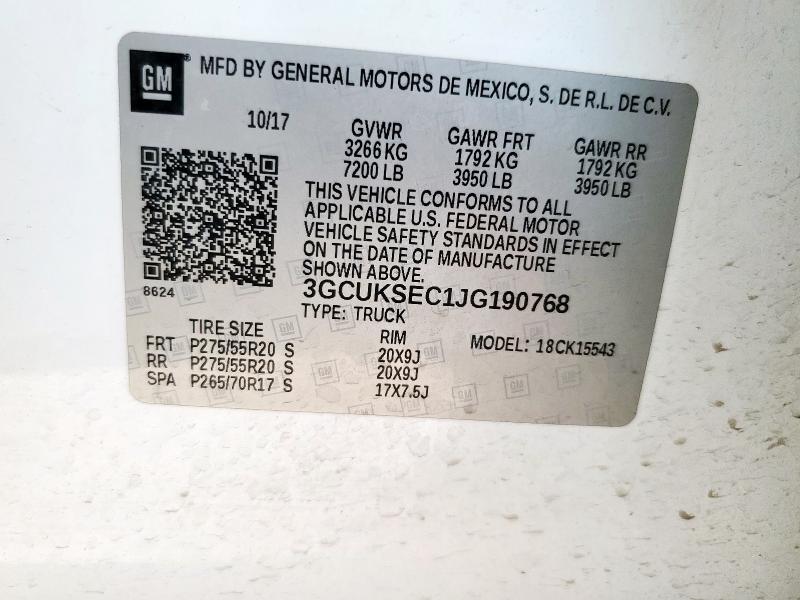 GM® MFD BY GENERAL MOTORS DE MEXICO, S. DE R.L. DE C.V.
10/17
GVWR GAWR FRT GAWR RR
3266 KG 1792 KG 1792 KG
7200 LB 3950 LB 3950 LB
THIS VEHICLE CONFORMS TO ALL
APPLICABLE U.S. FEDERAL MOTOR
VEHICLE SAFETY STANDARDS IN EFFECT
ON THE DATE OF MANUFACTURE
SHOWN ABOVE.
8624
3GCUKSEC1JG190768
TYPE: TRUCK
TIRE SIZE RIM MODEL: 18CK15543
FRT P275/55R20 S 20X9J
RR P275/55R20 S 20X9J
SPA P265/70R17 S 17X7.5J